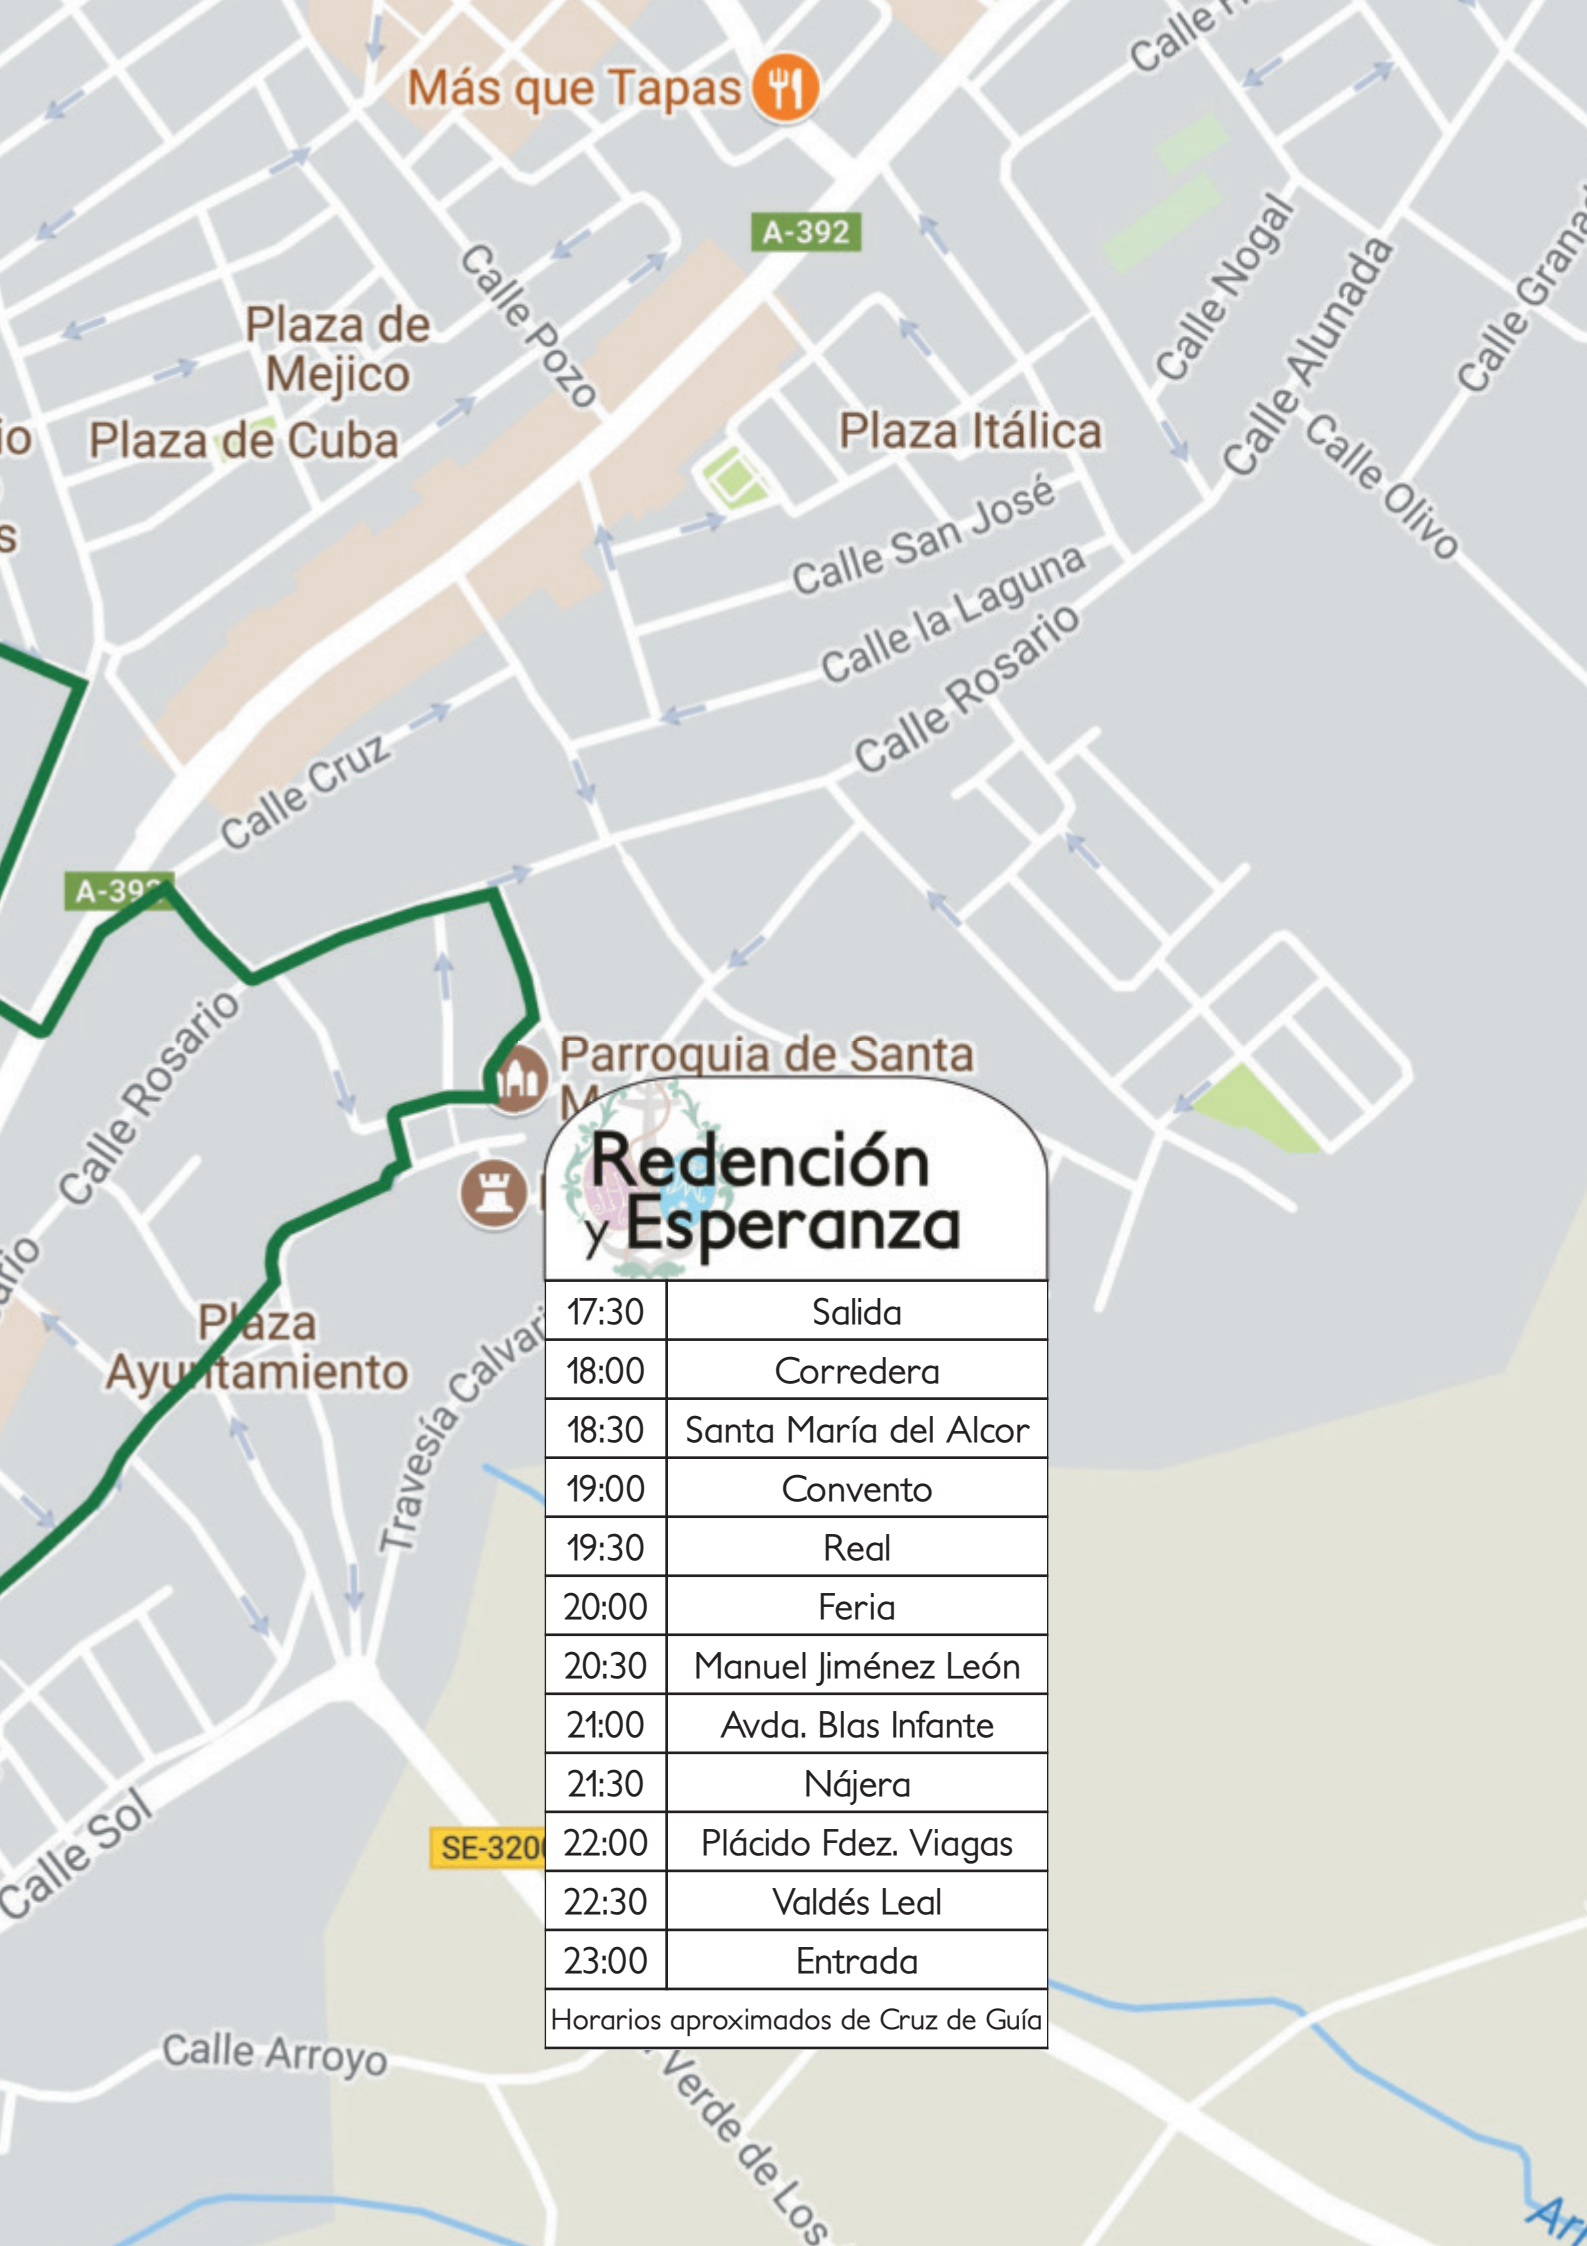 Calle
Más que Tapas
A-392
Calle Nogal
Calle Pozo
Calle Alunada
Plaza de
Mejico
Plaza de Cuba
Plaza Itálica
Calle Olivo
Calle San José
Calle la Laguna
Calle Rosario
Calle Cruz
Calle Rosario
Parroquia de Santa
Redención
y Esperanza
Plaza
Ayuntamiento
17:30 Salida
18:00 Corredera
18:30 Santa María del Alcor
19:00 Convento
19:30 Real
20:00 Feria
20:30 Manuel Jiménez León
21:00 Avda. Blas Infante
21:30 Nájera
22:00 Plácido Fdez. Viagas
22:30 Valdés Leal
23:00 Entrada
Horarios aproximados de Cruz de Guía
Travesía
Calle Sol
Calle Arroyo
Verde de Los